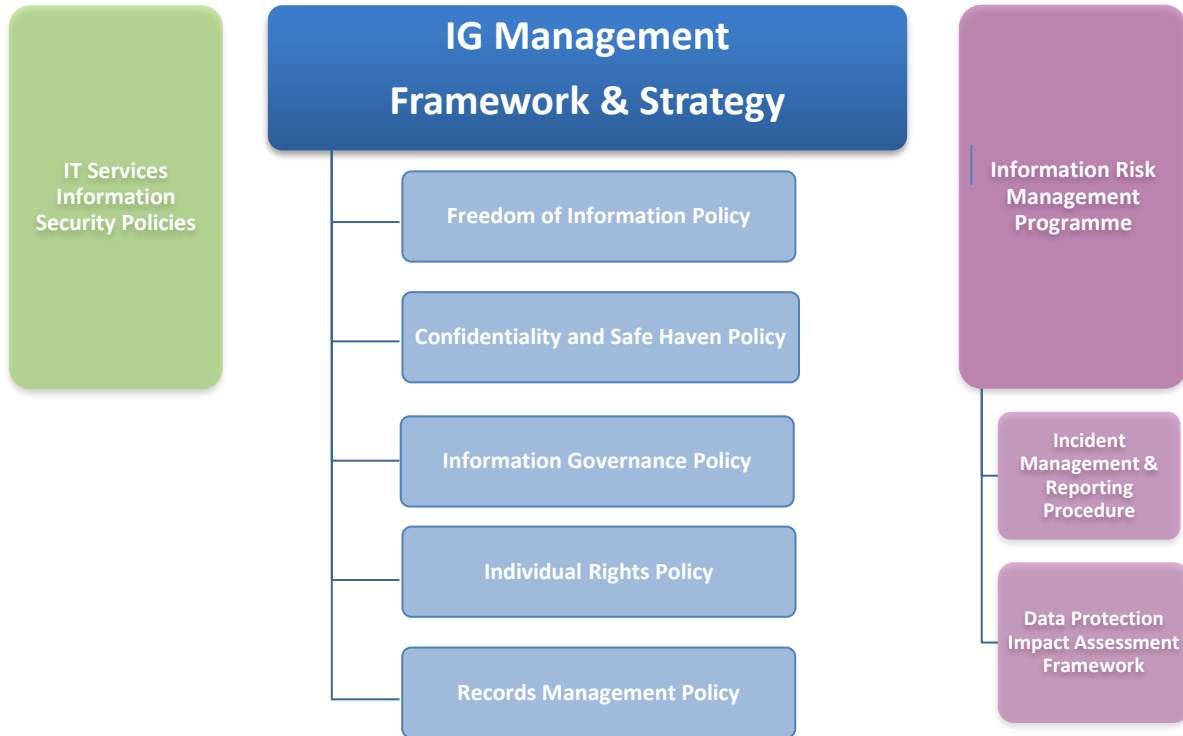 IT Services
Information
Security Policies
IG Management
Framework & Strategy
Freedom of Information Policy
Confidentiality and Safe Haven Policy
Information Governance Policy
Individual Rights Policy
Records Management Policy
Information Risk
Management
Programme
Incident
Management &
Reporting
Procedure
Data Protection
Impact Assessment
Framework